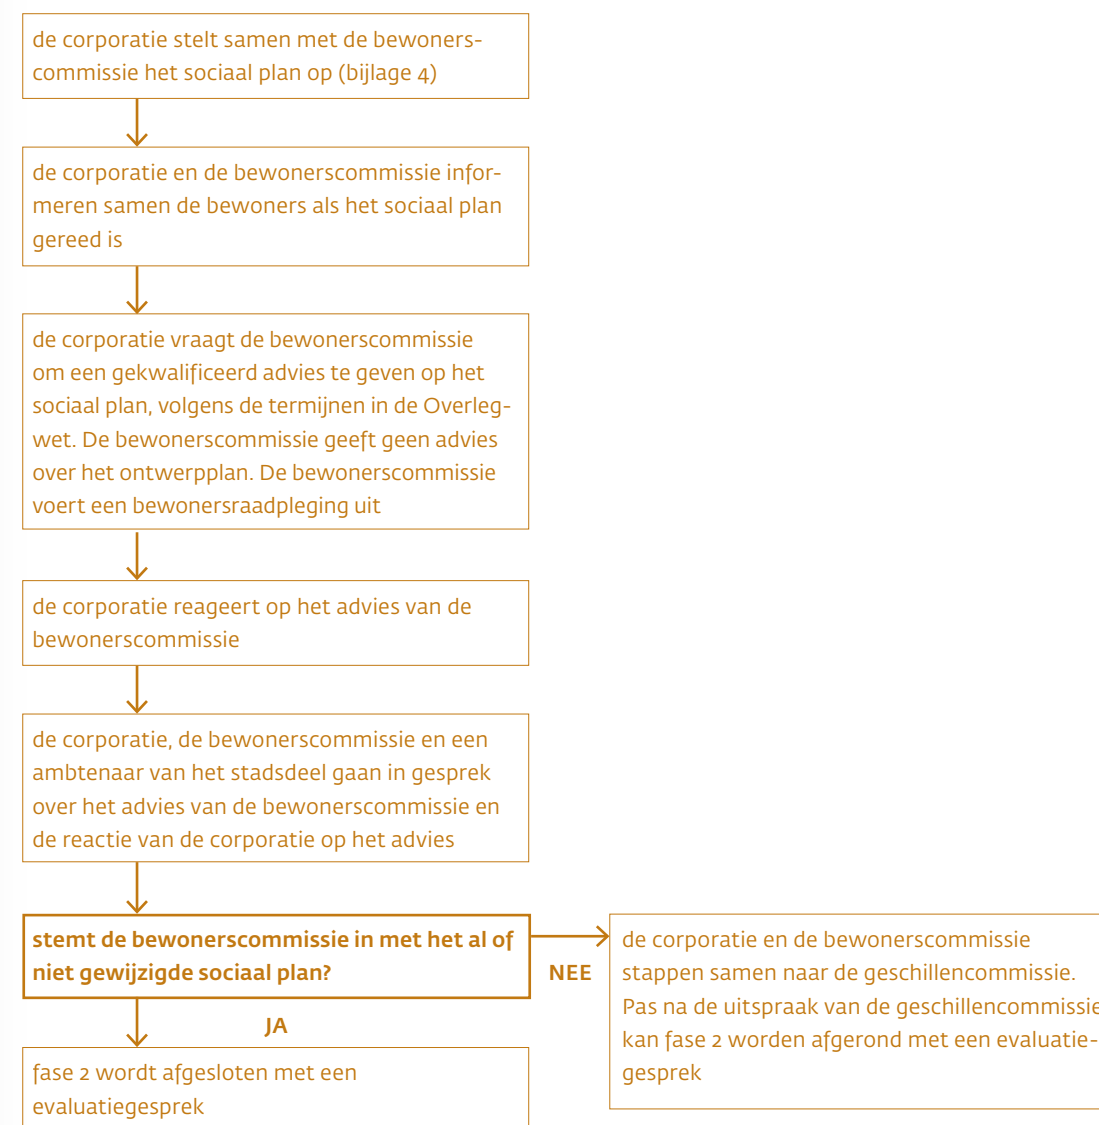 de corporatie stelt samen met de bewoners-
commissie het sociaal plan op (bijlage 4)
de corporatie en de bewonerscommissie infor-
meren samen de bewoners als het sociaal plan
gereed is
de corporatie vraagt de bewonerscommissie
om een gekwalificeerd advies te geven op het
sociaal plan, volgens de termijnen in de Overleg-
wet. De bewonerscommissie geeft geen advies
over het ontwerpplan. De bewonerscommissie
voert een bewonersraadpleging uit
de corporatie reageert op het advies van de
bewonerscommissie
de corporatie, de bewonerscommissie en een
ambtenaar van het stadsdeel gaan in gesprek
over het advies van de bewonerscommissie en
de reactie van de corporatie op het advies
stemt de bewonerscommissie in met het al of
niet gewijzigde sociaal plan?
NEE
de corporatie en de bewonerscommissie
stappen samen naar de geschillencommissie.
Pas na de uitspraak van de geschillencommissie
kan fase 2 worden afgerond met een evaluatie-
gesprek
JA
fase 2 wordt afgesloten met een
evaluatiegesprek